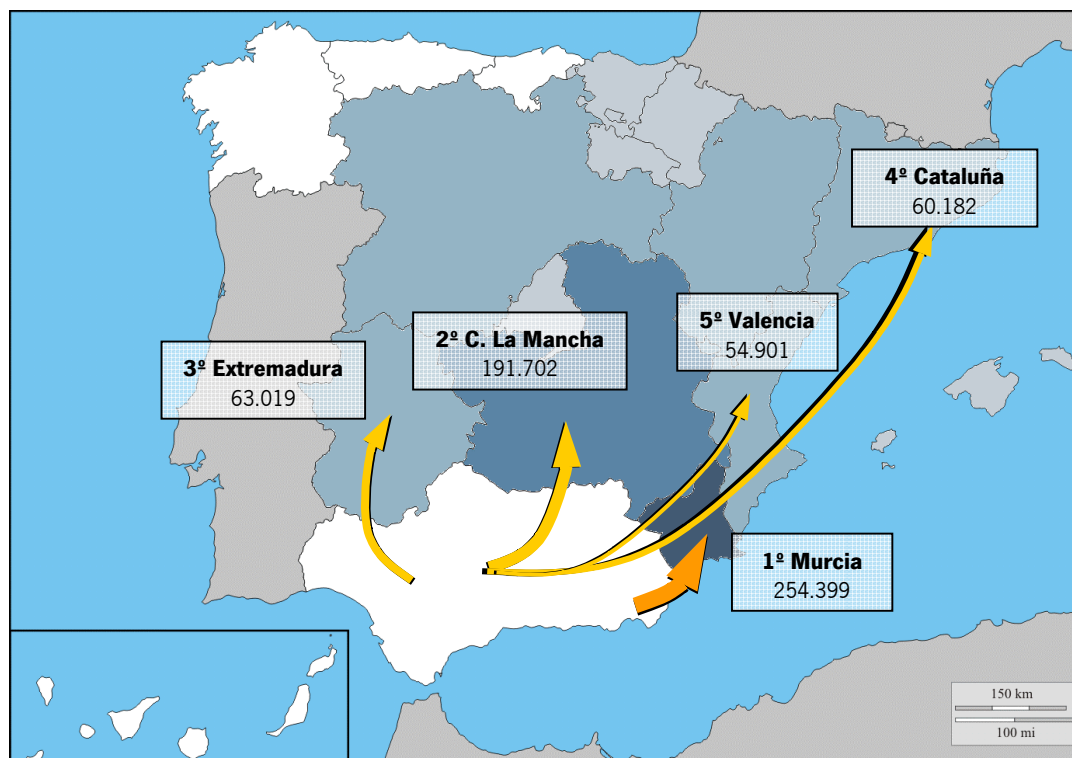 4º Cataluña
60.182
5º Valencia
54.901
2º C. La Mancha
191.702
3º Extremadura
63.019
1º Murcia
254.399
150 km
100 mi